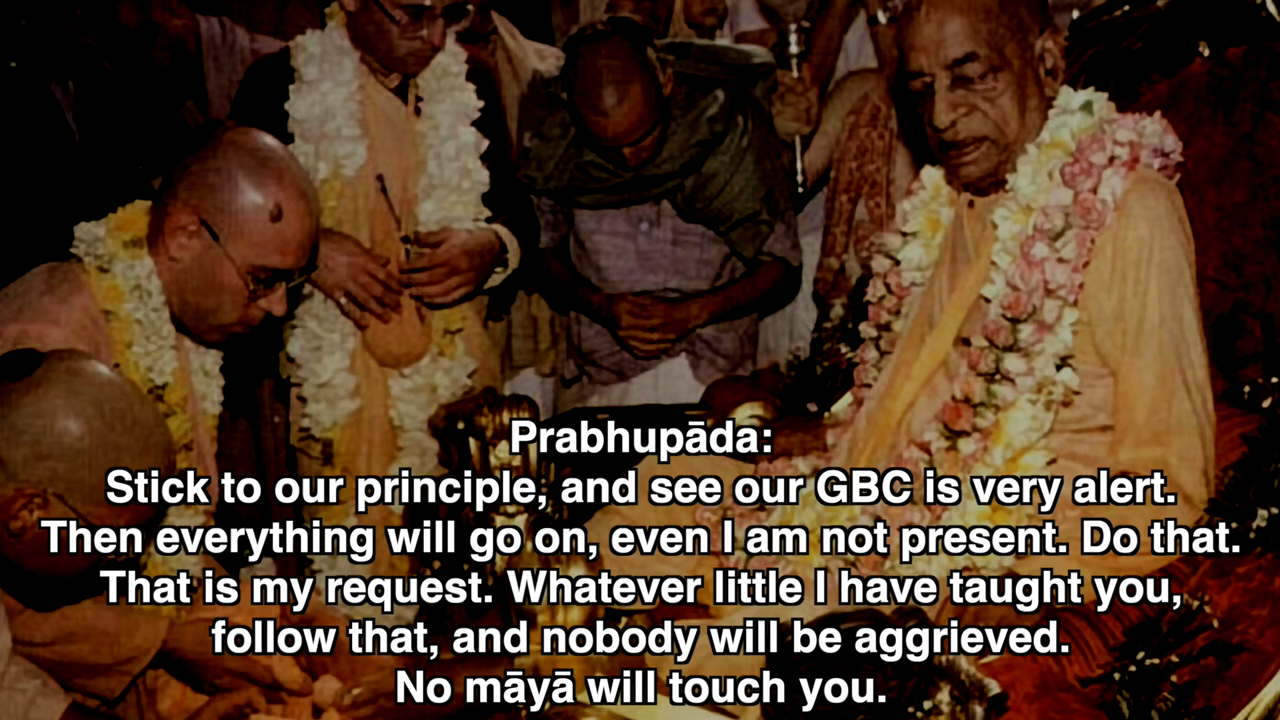 Prabhupāda:
Stick to our principle, and see our GBC is very alert.
Then everything will go on, even I am not present. Do that.
That is my request. Whatever little I have taught you,
follow that, and nobody will be aggrieved.
No māyā will touch you.